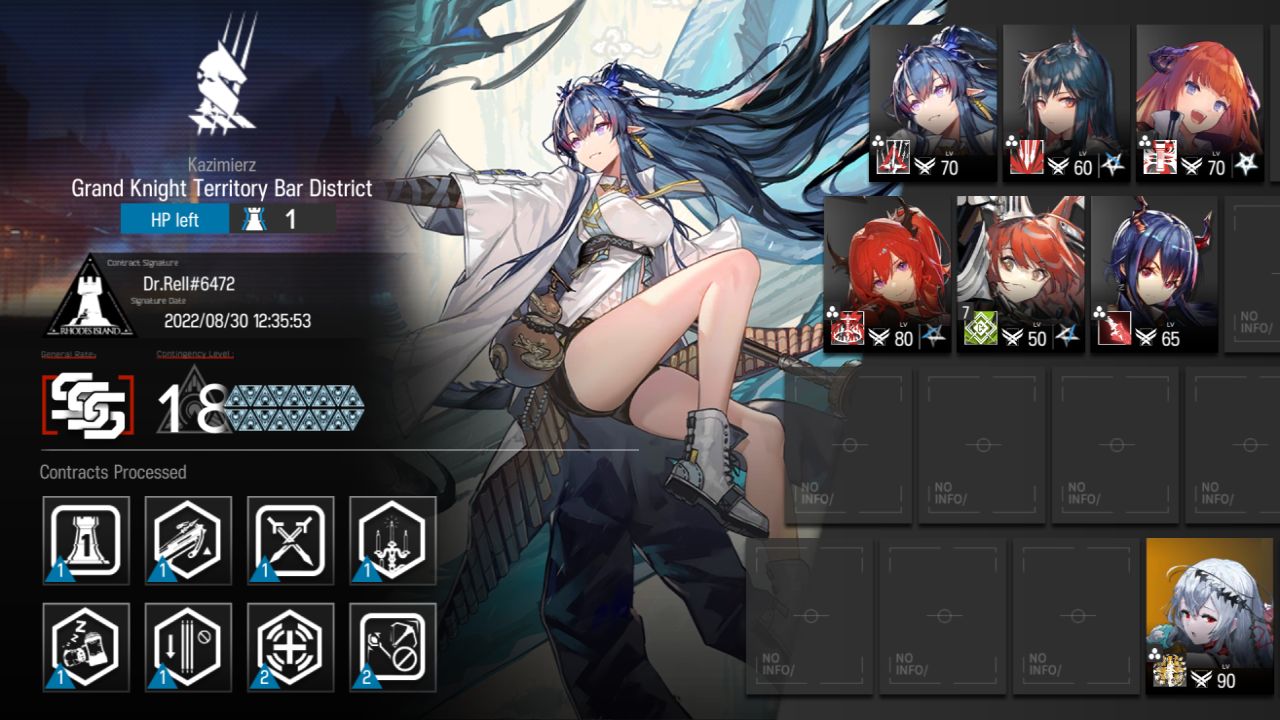 Kazimierz
Grand Knight Territory Bar District
HP left 1
Contract Signature
Dr.Rell#6472
Signature Date
2022/08/30 12:35:53
RHODES ISLAND
General Rate:
Contingency Level :
SSS
18
Contracts Processed
1 1 1 1
1 1 2 2
LV 70
LV 60
LV 70
LV 80
7 LV 50
LV 65
NO INFO/
NO INFO/
NO INFO/
NO INFO/
NO INFO/
NO INFO/
NO INFO/
NO INFO/
LV 90